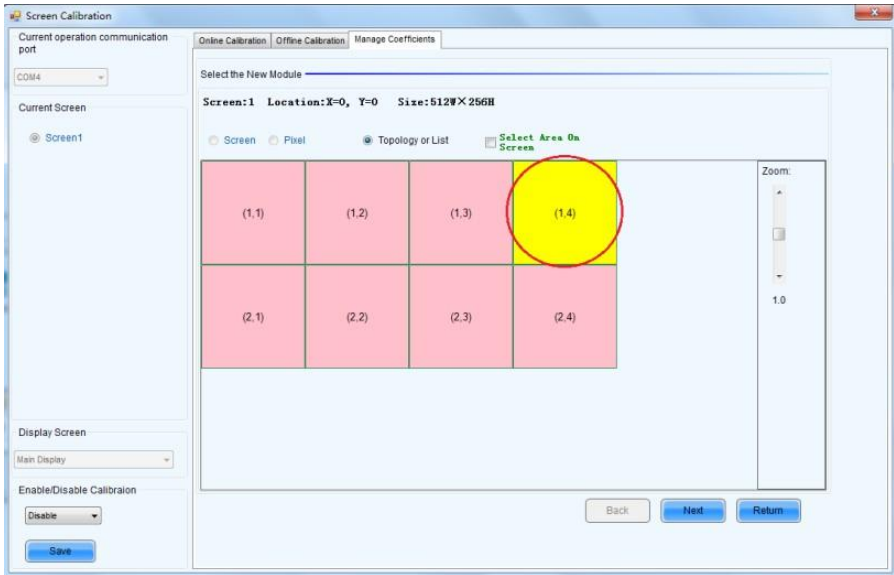 Screen Calibration
Current operation communication
port
COM4
Current Screen
Screen1
Display Screen
Main Display
Enable/Disable Calibraion
Disable
Save
Online Calibration Offline Calibration Manage Coefficients
Select the New Module
Screen:1 Location:X=0, Y=0 Size:512W×256H
Screen Pixel Topology or List Select Area On
Screen
(1,1) (1,2) (1,3) (1,4)
(2,1) (2,2) (2,3) (2,4)
Zoom:
1.0
Back Next Return